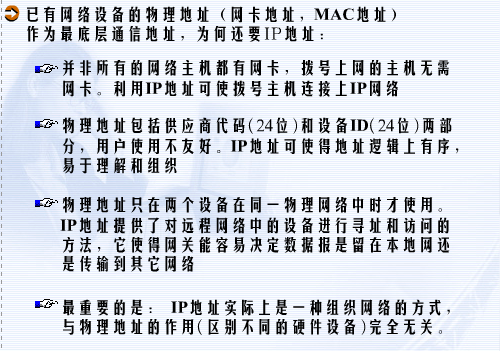 已有网络设备的物理地址（网卡地址，MAC地址）
作为最底层通信地址，为何还要IP地址：
并非所有的网络主机都有网卡，拨号上网的主机无需
网卡。利用IP地址可使拨号主机连接上IP网络
物理地址包括供应商代码(24位)和设备ID(24位)两部
分，用户使用不友好。IP地址可使得地址逻辑上有序，
易于理解和组织
物理地址只在两个设备在同一物理网络中时才使用。
IP地址提供了对远程网络中的设备进行寻址和访问的
方法，它使得网关能容易决定数据报是留在本地网还
是传输到其它网络
最重要的是： IP地址实际上是一种组织网络的方式，
与物理地址的作用(区别不同的硬件设备)完全无关。